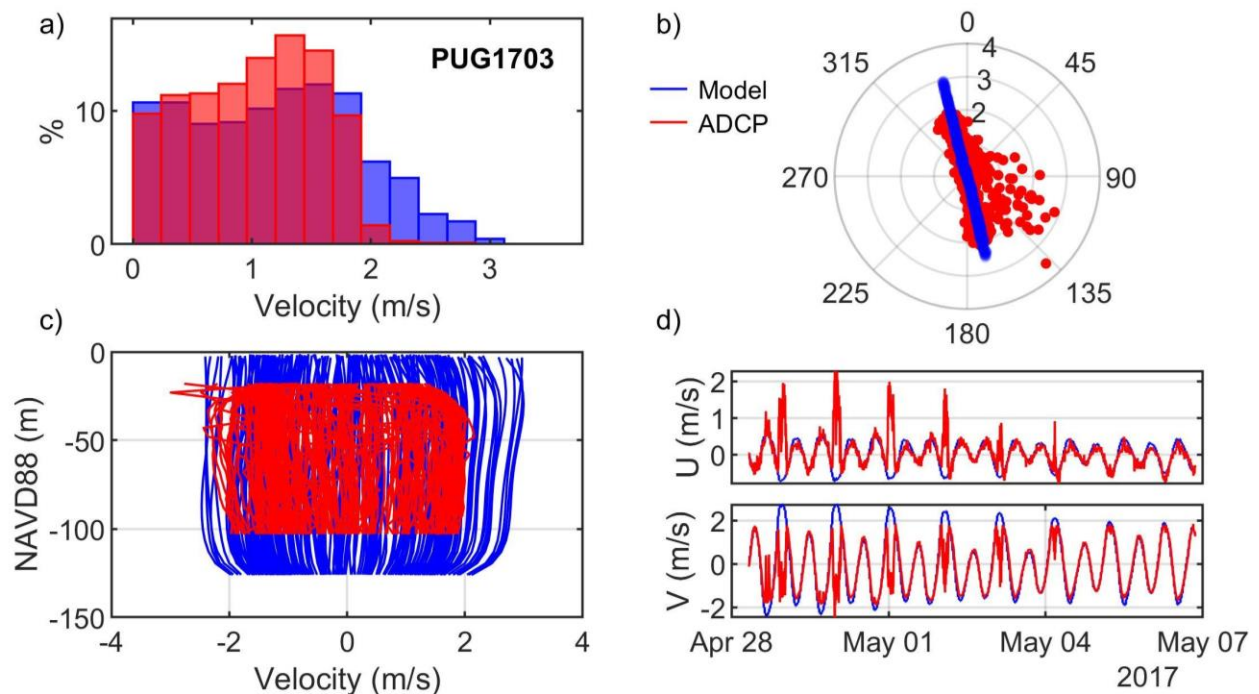 a)
PUG1703
10
0
%
0 1 2 3
Velocity (m/s)
b)
Model
ADCP
0
45
90
135
180
225
270
315
4
3
2
c)
0
-50
-100
-150
NAVD88 (m)
-4 -2 0 2 4
Velocity (m/s)
d)
2
1
0
U (m/s)
2
0
-2
V (m/s)
Apr 28 May 01 May 04 May 07
2017